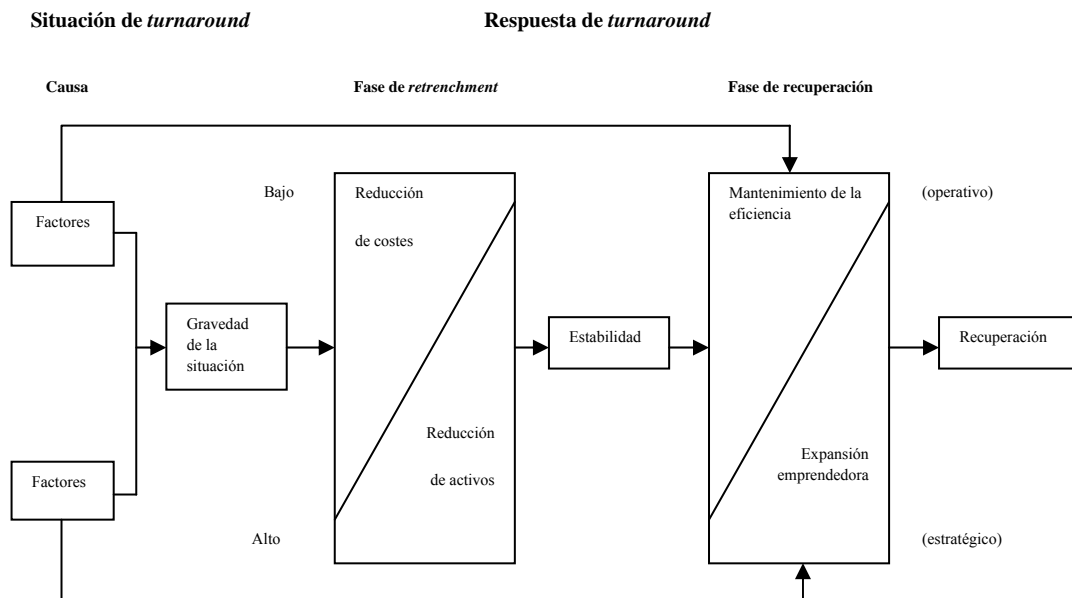 Situación de turnaround
Respuesta de turnaround
Causa
Fase de retrenchment
Fase de recuperación
Factores
Factores
Gravedad
de la
situación
Bajo
Alto
Reducción
de costes
Reducción
de activos
Estabilidad
Mantenimiento de la
eficiencia
Expansión
emprendedora
(operativo)
(estratégico)
Recuperación